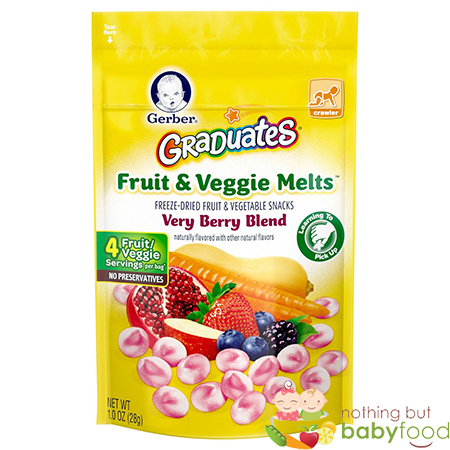 Tear
Here
Gerber®
crawler
GRaDuates®
Fruit & Veggie Melts™
FREEZE-DRIED FRUIT & VEGETABLE SNACKS
Very Berry Blend
naturally flavored with other natural flavors
Learning To
Pick Up
4 Fruit/
Veggie
Servings per bag
NO PRESERVATIVES
NET WT
1.0 OZ (28g)
nothing but
babyfood